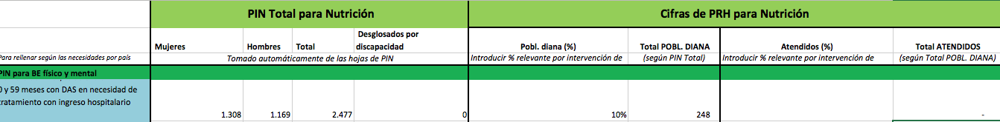 PIN Total para Nutrición
Cifras de PRH para Nutrición
Mujeres
Hombres
Total
Desglosados por
discapacidad
Pobl. diana (%)
Total POBL. DIANA
Atendidos (%)
Total ATENDIDOS
Para rellenar según las necesidades por país
Tomado automáticamente de las hojas de PIN
Introducir % relevante por intervención de
(según PIN Total)
Introducir % relevante por intervención de
(según Total POBL. DIANA)
PIN para BE físico y mental
0 y 59 meses con DAS en necesidad de
tratamiento con ingreso hospitalario
1.308
1.169
2.477
0
10%
248
-